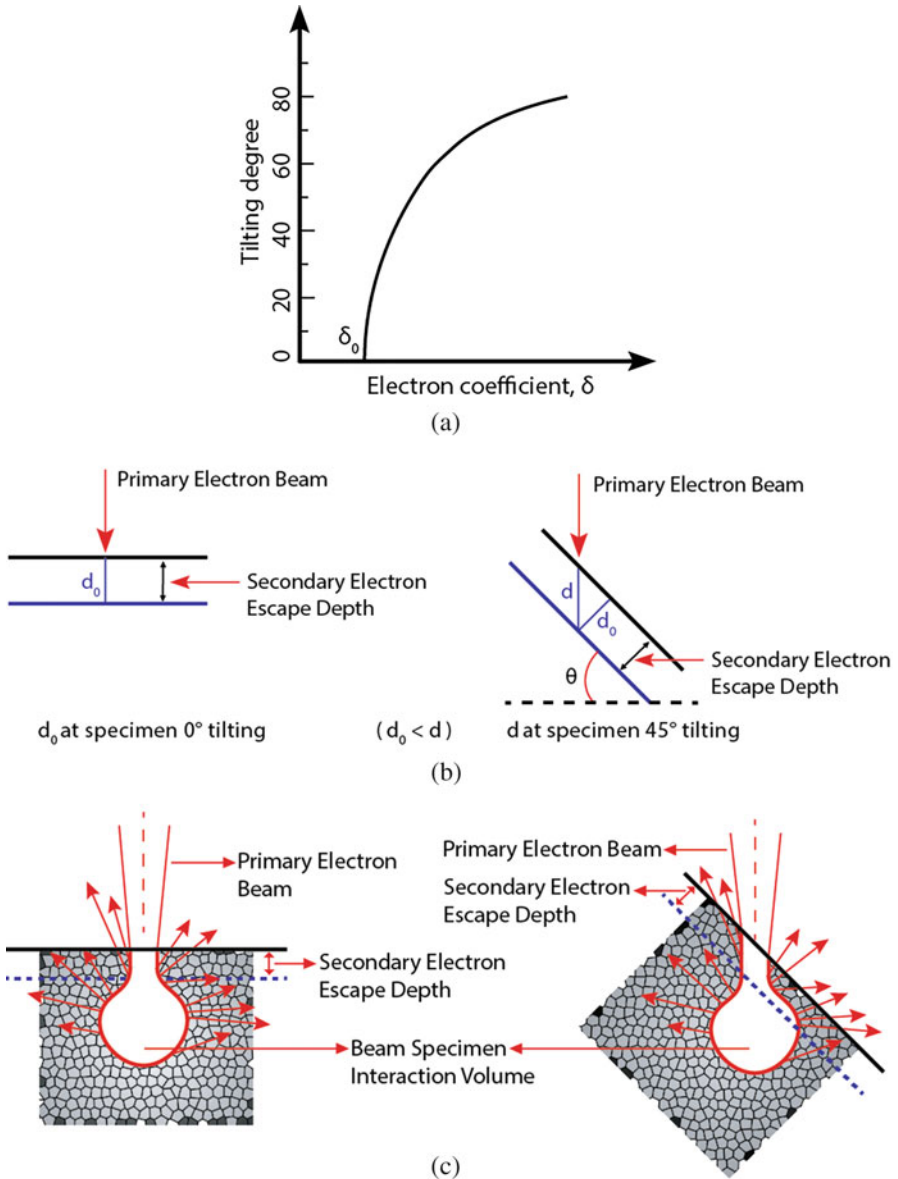 80
60
40
20
0
Tilting degree
δ₀
Electron coefficient, δ
(a)
Primary Electron Beam
d₀
Secondary Electron
Escape Depth
Primary Electron Beam
d
d₀
θ
Secondary Electron
Escape Depth
d₀ at specimen 0° tilting
( d₀ < d )
d at specimen 45° tilting
(b)
Primary Electron
Beam
Secondary Electron
Escape Depth
Primary Electron Beam
Secondary Electron
Escape Depth
Beam Specimen
Interaction Volume
(c)